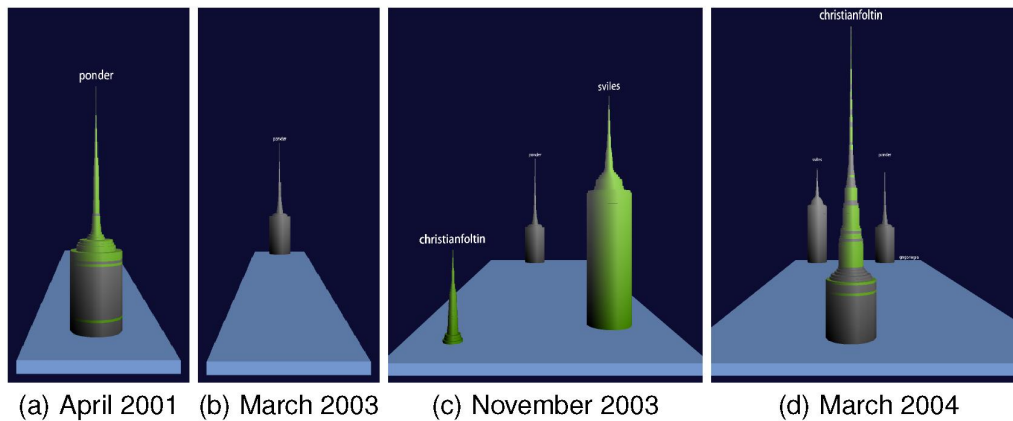 ponder
ponder
sviles
ponder
christianfoltin
christianfoltin
sviles
ponder
(a) April 2001
(b) March 2003
(c) November 2003
(d) March 2004